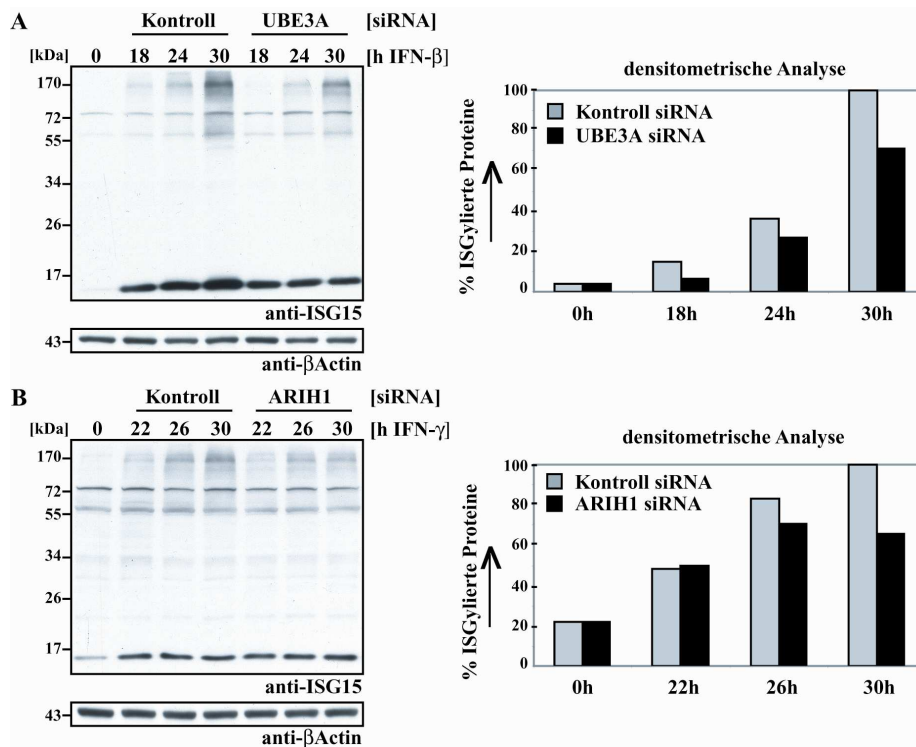 A
Kontroll UBE3A [siRNA]
[kDa] 0 18 24 30 18 24 30 [h IFN-β]
170
72
55
34
26
17
anti-ISG15
43
anti-βActin
densitometrische Analyse
100
80
60
40
20
0
Kontroll siRNA
UBE3A siRNA
% ISGylierte Proteine
0h 18h 24h 30h
B
Kontroll ARIH1 [siRNA]
[kDa] 0 22 26 30 22 26 30 [h IFN-γ]
170
72
55
34
26
17
anti-ISG15
43
anti-βActin
densitometrische Analyse
100
80
60
40
20
0
Kontroll siRNA
ARIH1 siRNA
% ISGylierte Proteine
0h 22h 26h 30h